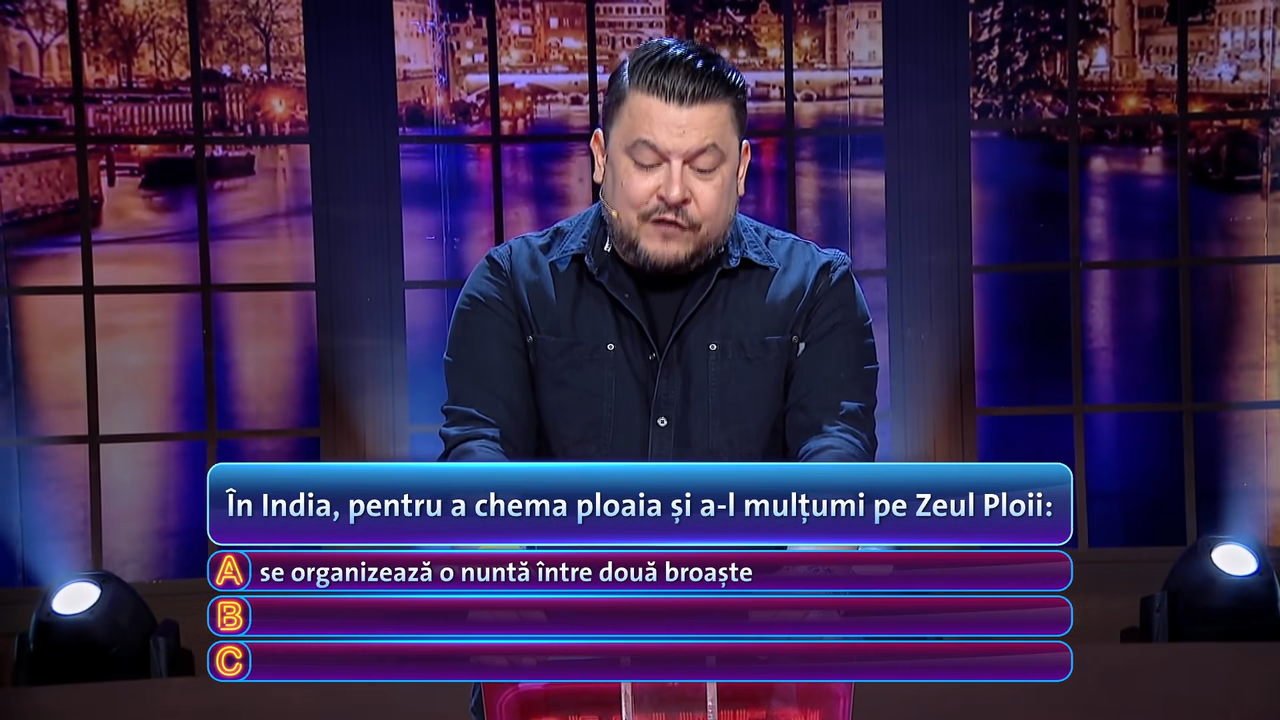 În India, pentru a chema ploaia și a-l mulțumi pe Zeul Ploii:
A se organizează o nuntă între două broaște
B
C